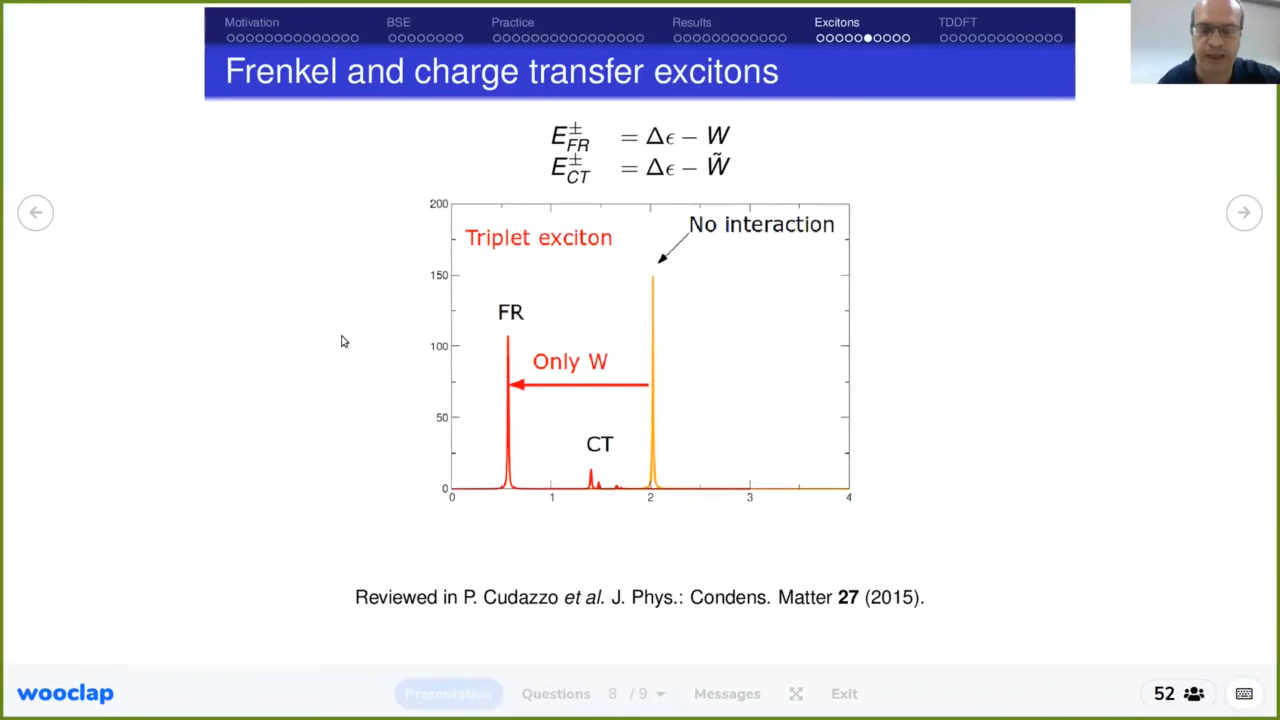 Motivation BSE Practice Results Excitons TDDFT
Frenkel and charge transfer excitons
E±FR = Δϵ − W
E±CT = Δϵ − W̃
200
150
100
50
0
0 1 2 3 4
Triplet exciton
No interaction
FR
Only W
CT
Reviewed in P. Cudazzo et al. J. Phys.: Condens. Matter 27 (2015).
wooclap
Presentation Questions 8 / 9 Messages Exit
52